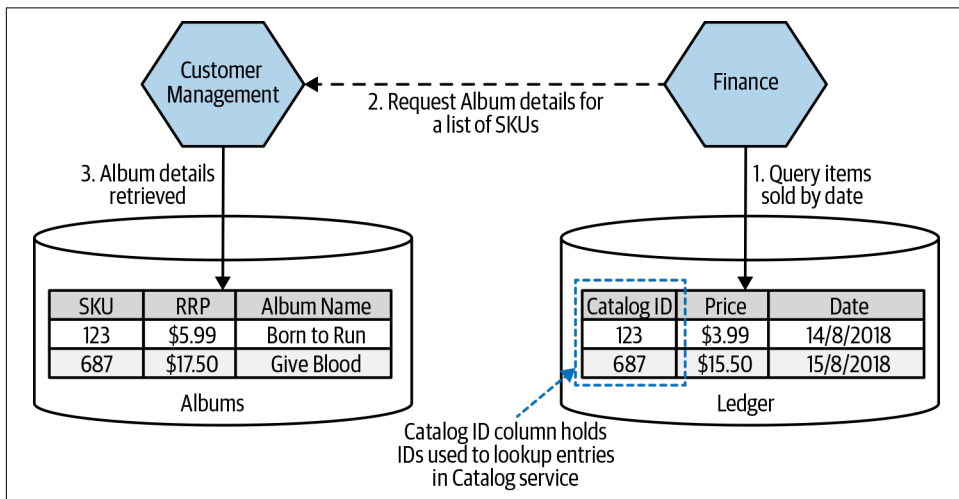 Customer
Management
Finance
2. Request Album details for
a list of SKUs
3. Album details
retrieved
1. Query items
sold by date
SKU RRP Album Name
123 $5.99 Born to Run
687 $17.50 Give Blood
Albums
Catalog ID Price Date
123 $3.99 14/8/2018
687 $15.50 15/8/2018
Ledger
Catalog ID column holds
IDs used to lookup entries
in Catalog service